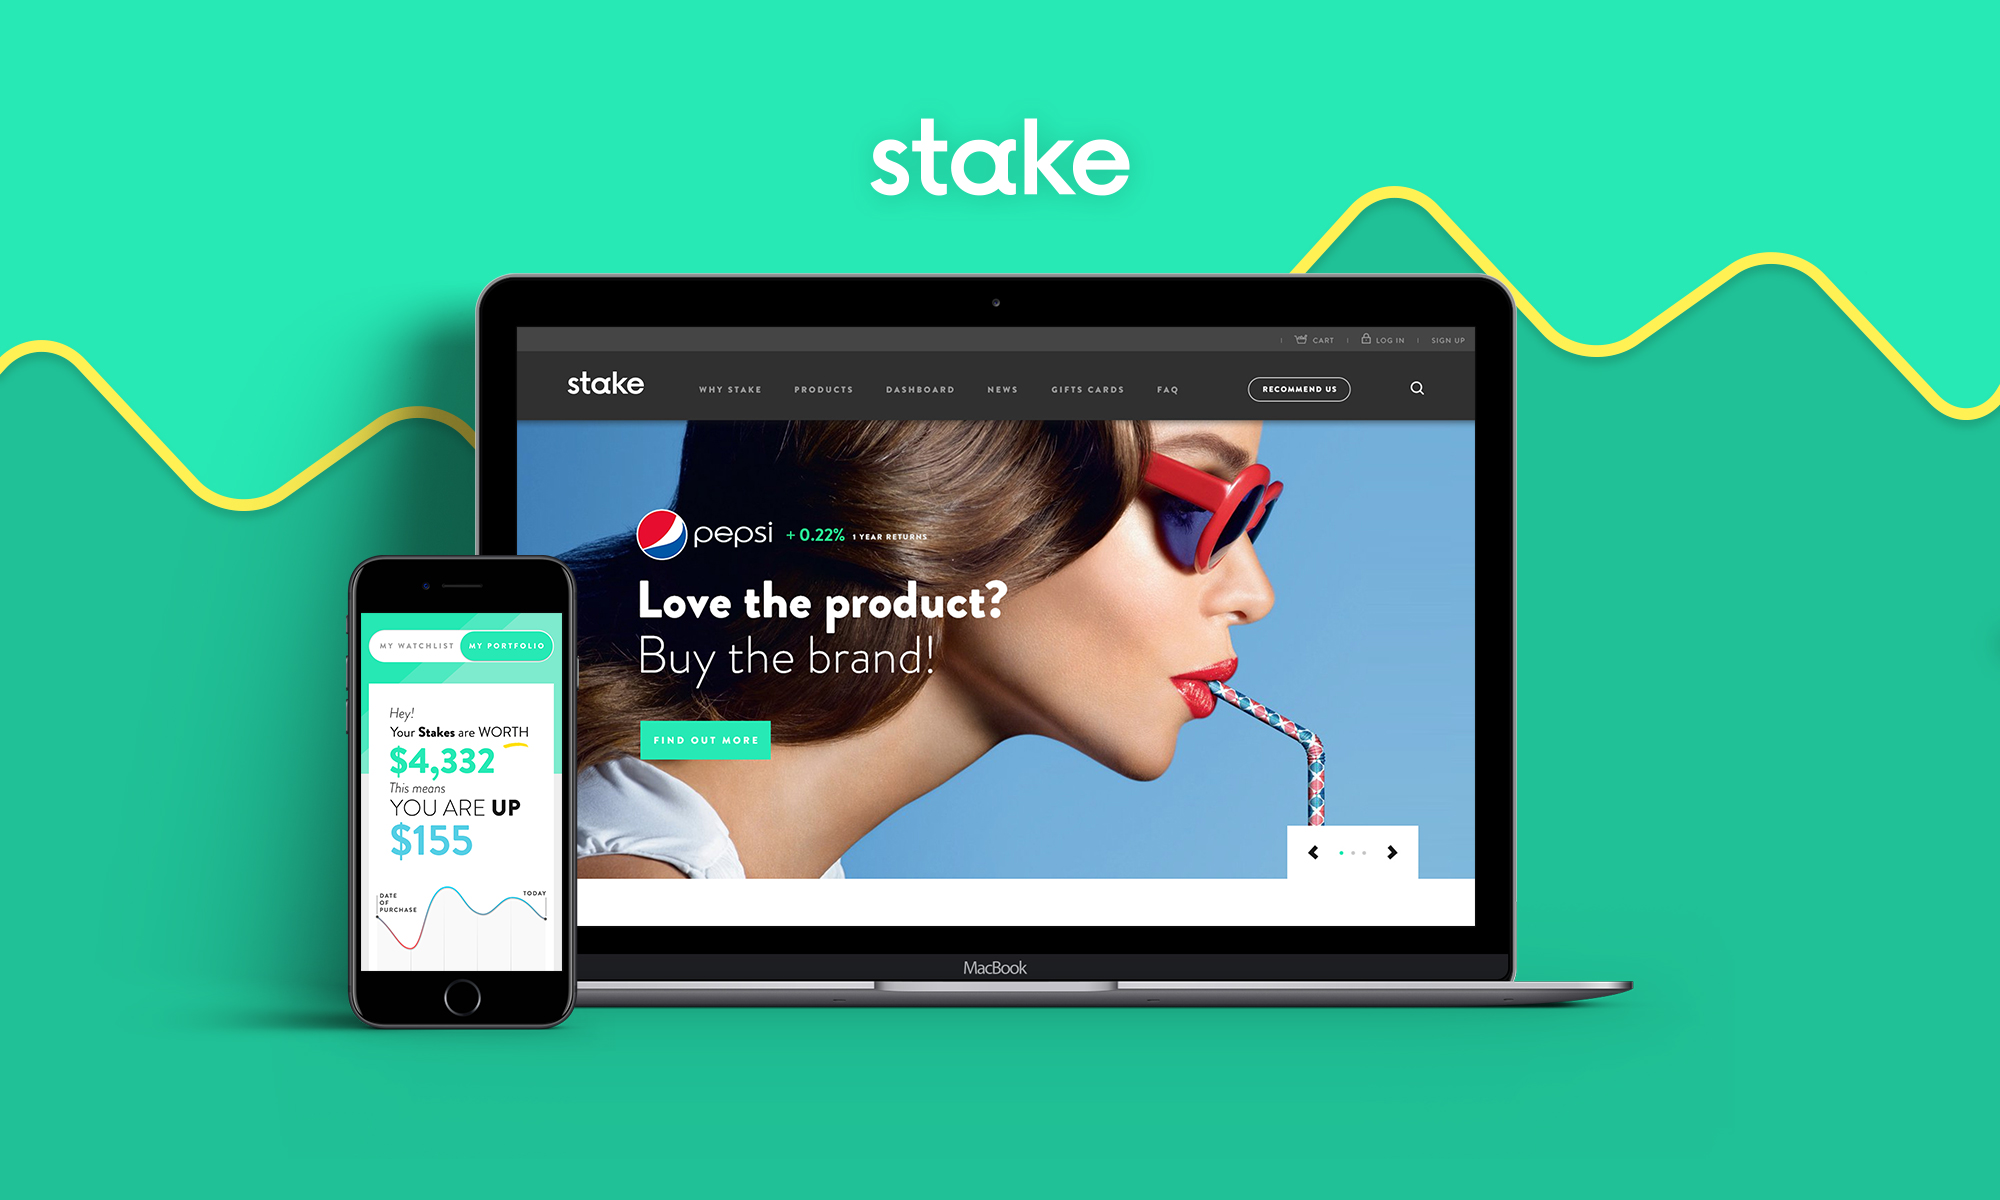 stake
CART
LOG IN
SIGN UP
stake
WHY STAKE
PRODUCTS
DASHBOARD
NEWS
GIFTS CARDS
FAQ
RECOMMEND US
pepsi
+ 0.22%
1 YEAR RETURNS
Love the product?
Buy the brand!
FIND OUT MORE
MacBook
MY WATCHLIST
MY PORTFOLIO
Hey!
Your Stakes are WORTH
$4,332
This means
YOU ARE UP
$155
DATE
OF
PURCHASE
TODAY